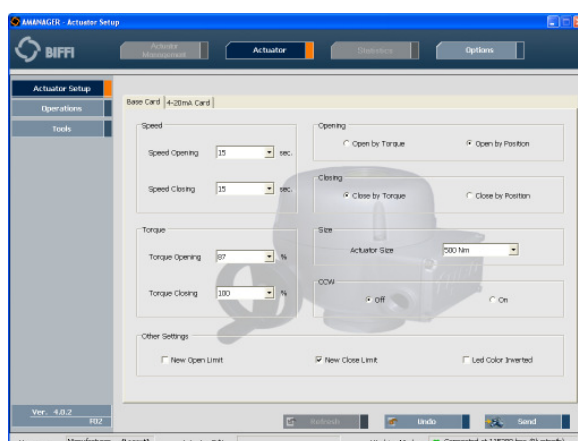 AMANAGER - Actuator Setup
BIFFI
Actuator Management
Actuator
Statistics
Options
Actuator Setup
Operations
Tools
Base Card
4-20mA Card
Speed
Speed Opening 15 sec.
Speed Closing 15 sec.
Opening
Open by Torque
Open by Position
Closing
Close by Torque
Close by Position
Torque
Torque Opening 87 %
Torque Closing 100 %
Size
Actuator Size 500 Nm
CCW
Off
On
Other Settings
New Open Limit
New Close Limit
Led Color Inverted
Ver. 4.0.2
F02
Refresh
Undo
Send